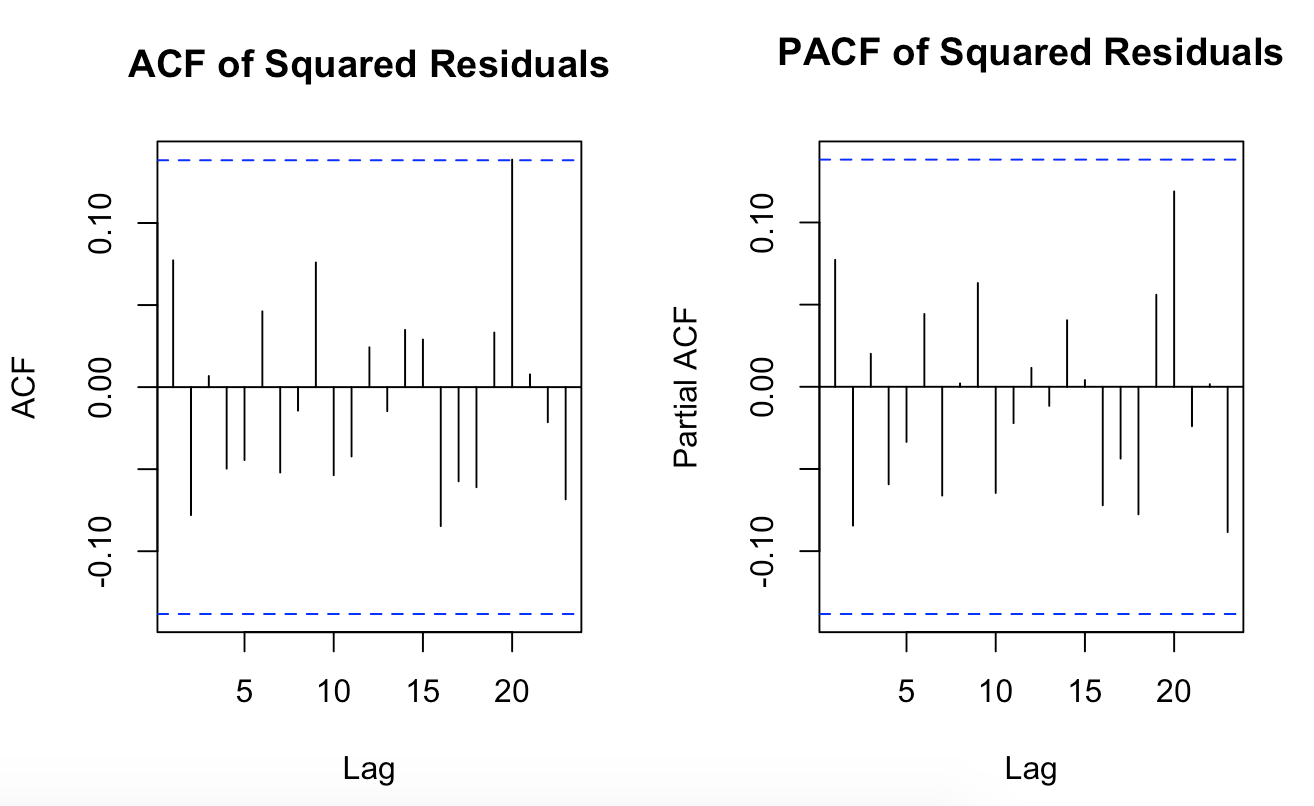 ACF of Squared Residuals
ACF
0.10
0.00
-0.10
5 10 15 20
Lag
PACF of Squared Residuals
Partial ACF
0.10
0.00
-0.10
5 10 15 20
Lag